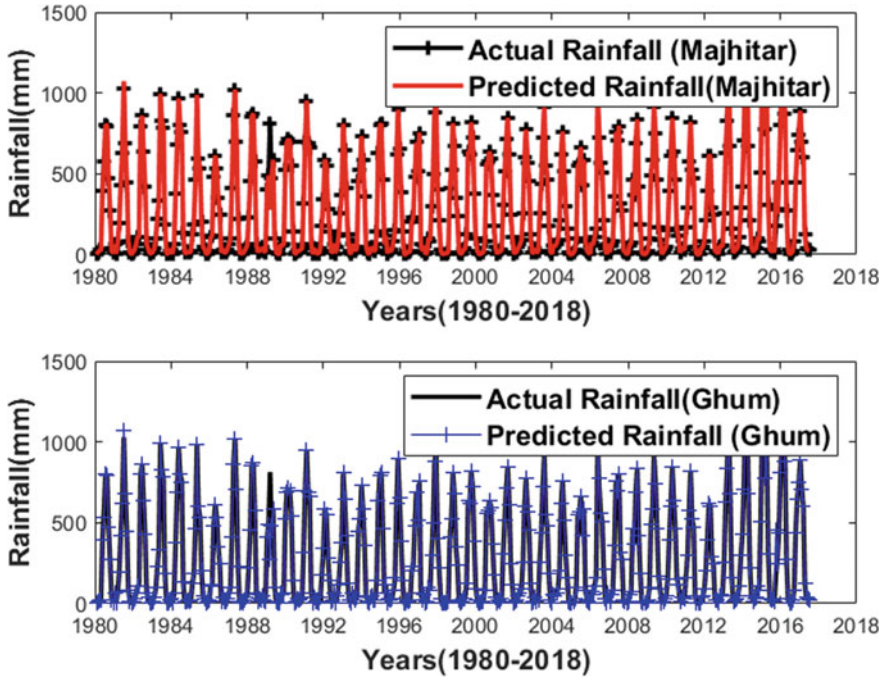 1500
1000
500
0
Rainfall(mm)
Actual Rainfall (Majhitar)
Predicted Rainfall(Majhitar)
1980 1984 1988 1992 1996 2000 2004 2008 2012 2016 2018
Years(1980-2018)
1500
1000
500
0
Rainfall(mm)
Actual Rainfall(Ghum)
Predicted Rainfall (Ghum)
1980 1984 1988 1992 1996 2000 2004 2008 2012 2016 2018
Years(1980-2018)